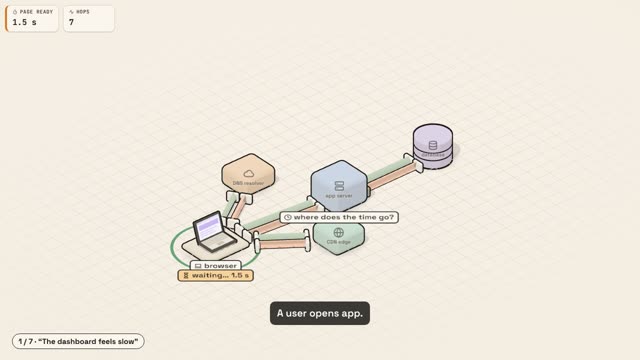 PAGE READY
1.5 s
HOPS
7
DNS resolver
app server
database
where does the time go?
CDN edge
browser
waiting... 1.5 s
A user opens app.
1 / 7 · “The dashboard feels slow”